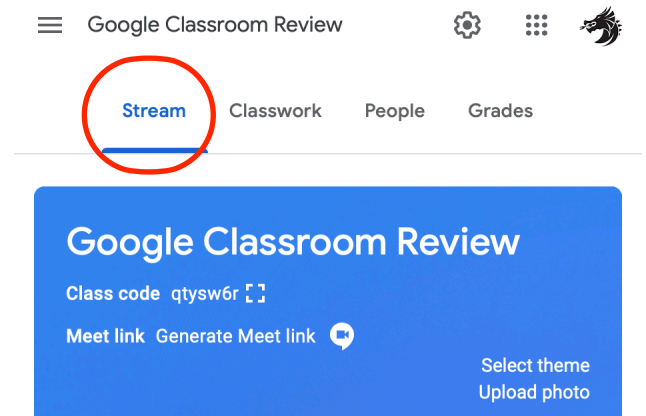 Google Classroom Review
Stream Classwork People Grades
Google Classroom Review
Class code qtysw6r
Meet link Generate Meet link
Select theme
Upload photo